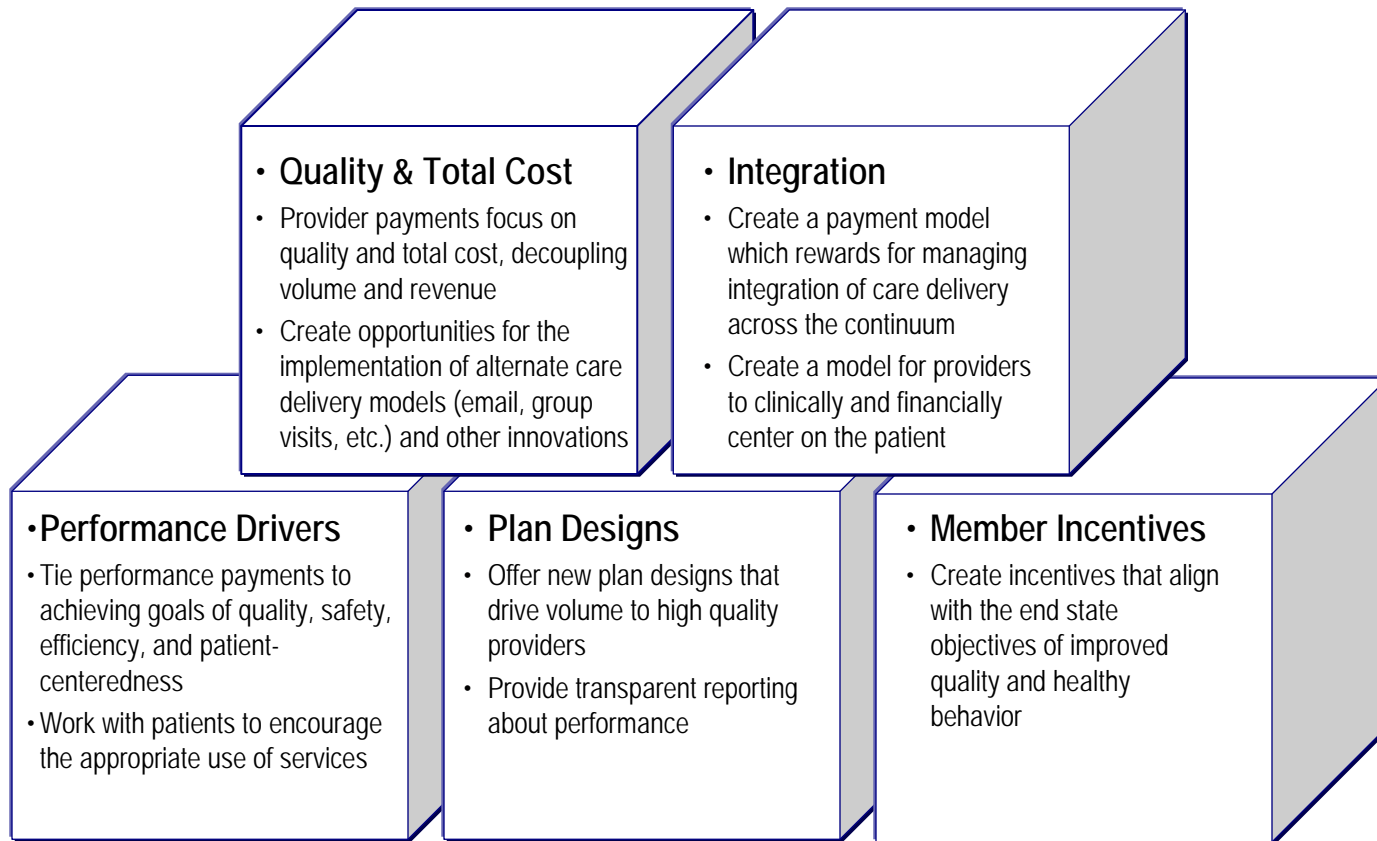 • Quality & Total Cost
• Provider payments focus on
quality and total cost, decoupling
volume and revenue
• Create opportunities for the
implementation of alternate care
delivery models (email, group
visits, etc.) and other innovations
• Integration
• Create a payment model
which rewards for managing
integration of care delivery
across the continuum
• Create a model for providers
to clinically and financially
center on the patient
• Performance Drivers
• Tie performance payments to
achieving goals of quality, safety,
efficiency, and patient-
centeredness
• Work with patients to encourage
the appropriate use of services
• Plan Designs
• Offer new plan designs that
drive volume to high quality
providers
• Provide transparent reporting
about performance
• Member Incentives
• Create incentives that align
with the end state
objectives of improved
quality and healthy
behavior